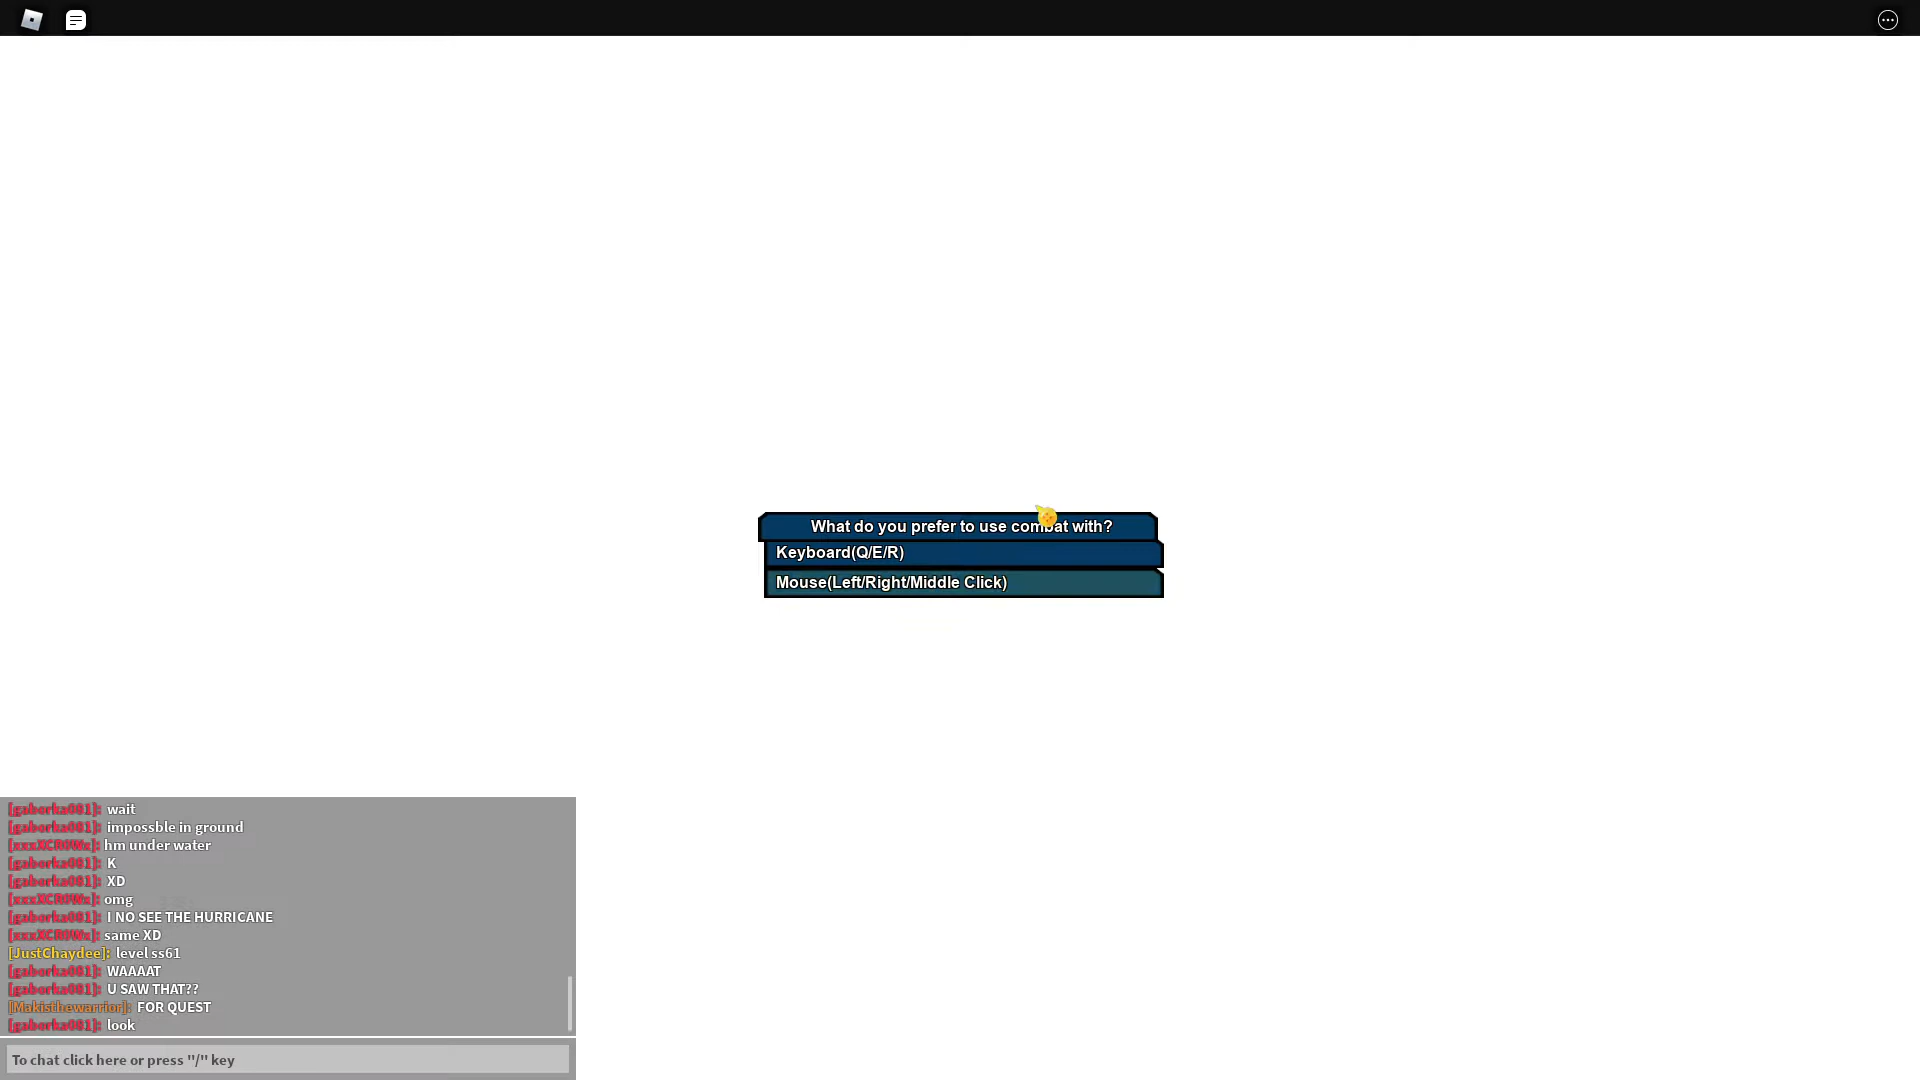 What do you prefer to use combat with?
Keyboard(Q/E/R)
Mouse(Left/Right/Middle Click)
[gaborka001]: wait
[gaborka001]: impossble in ground
[xxxXCR0Wx]: hm under water
[gaborka001]: K
[gaborka001]: XD
[xxxXCR0Wx]: omg
[gaborka001]: I NO SEE THE HURRICANE
[xxxXCR0Wx]: same XD
[JustChaydee]: level ss61
[gaborka001]: WAAAAT
[gaborka001]: U SAW THAT??
[Makisthewarrior]: FOR QUEST
[gaborka001]: look
To chat click here or press "/" key